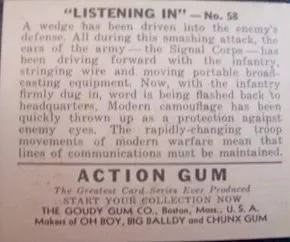 "LISTENING IN" — No. 58
A wedge has been driven into the enemy's
defense. All during this smashing attack, the
ears of the army — the Signal Corps — has
been driving forward with the infantry,
stringing wire and moving portable broad-
casting equipment. Now, with the infantry
firmly dug in, word is being flashed back to
headquarters. Modern camouflage has been
quickly thrown up as a protection against
enemy eyes. The rapidly-changing troop
movements of modern warfare mean that
lines of communications must be maintained.
ACTION GUM
The Greatest Card Series Ever Produced
START YOUR COLLECTION NOW
THE GOUDY GUM CO., Boston, Mass., U. S. A.
Makers of OH BOY, BIG BALLDY and CHUNX GUM